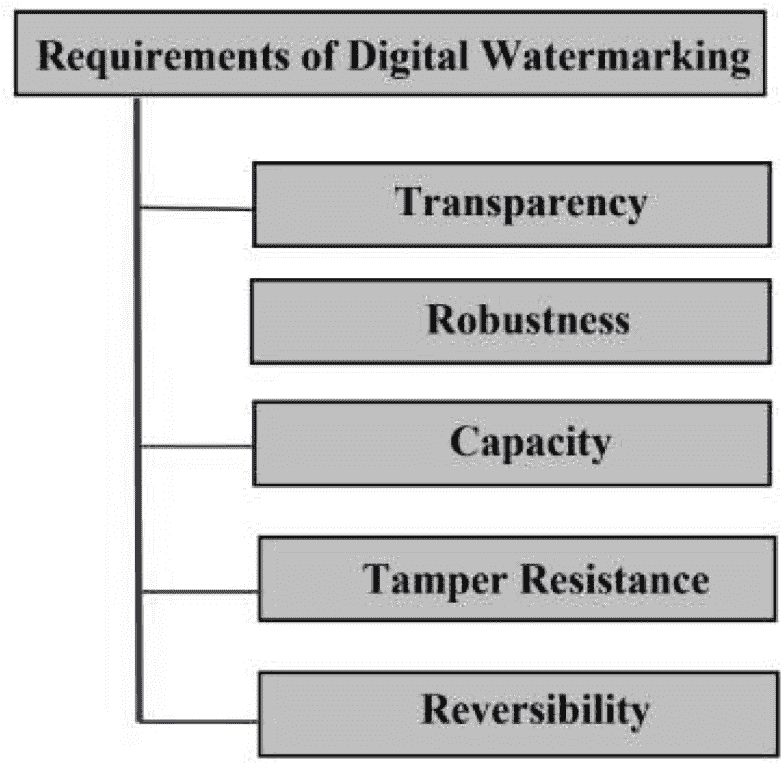 Requirements of Digital Watermarking
Transparency
Robustness
Capacity
Tamper Resistance
Reversibility